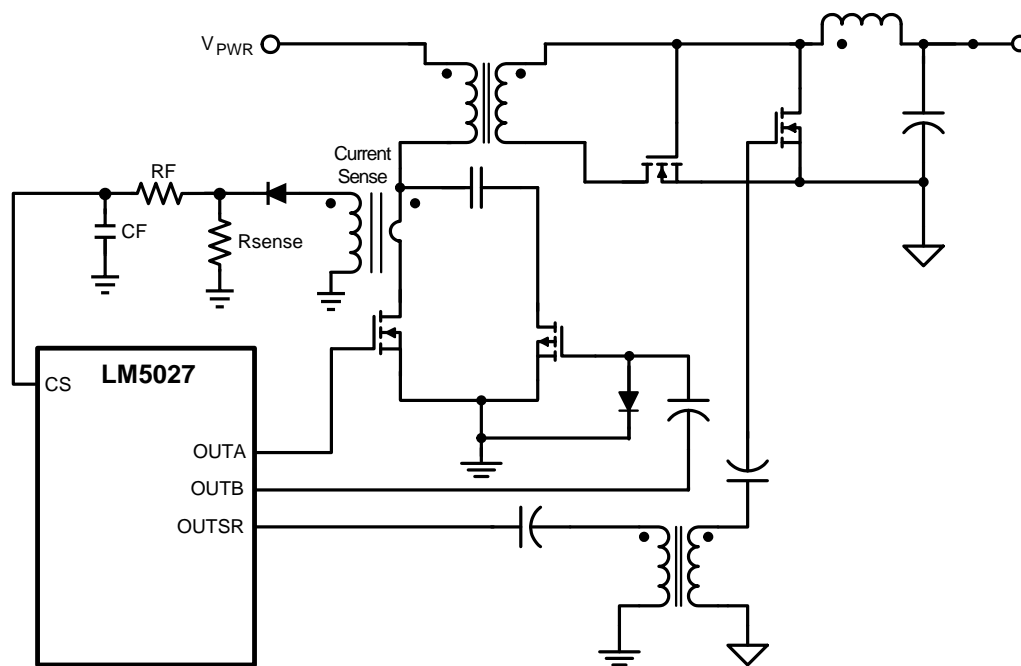 VPWR
Current
Sense
RF
CF
Rsense
LM5027
CS
OUTA
OUTB
OUTSR